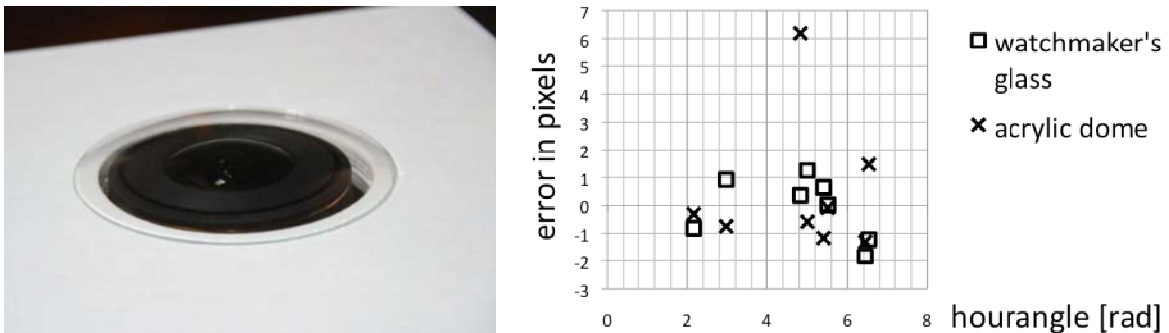 error in pixels
7
6
5
4
3
2
1
0
-1
-2
-3
0 2 4 6 8
hourangle [rad]
watchmaker's
glass
acrylic dome